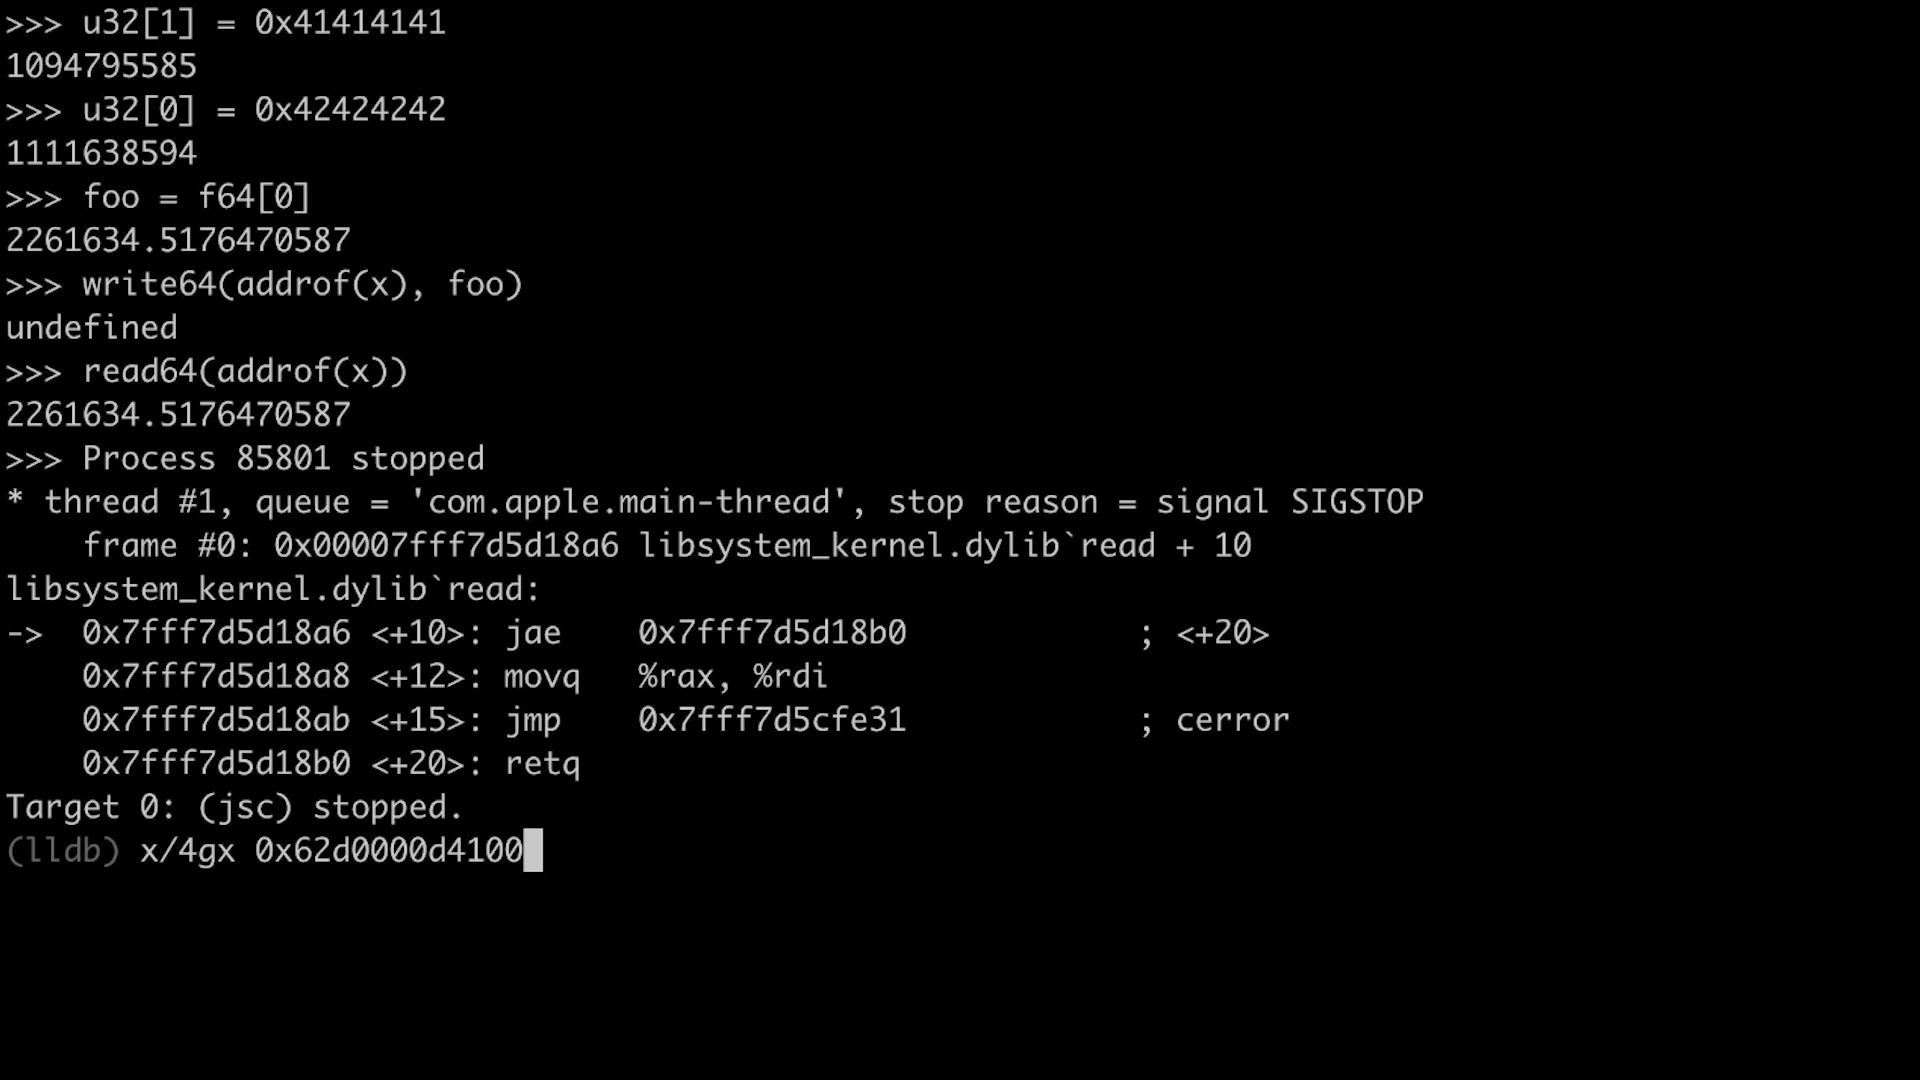 >>> u32[1] = 0x41414141
1094795585
>>> u32[0] = 0x42424242
1111638594
>>> foo = f64[0]
2261634.5176470587
>>> write64(addrof(x), foo)
undefined
>>> read64(addrof(x))
2261634.5176470587
>>> Process 85801 stopped
* thread #1, queue = 'com.apple.main-thread', stop reason = signal SIGSTOP
    frame #0: 0x00007fff7d5d18a6 libsystem_kernel.dylib`read + 10
libsystem_kernel.dylib`read:
->  0x7fff7d5d18a6 <+10>: jae    0x7fff7d5d18b0            ; <+20>
    0x7fff7d5d18a8 <+12>: movq   %rax, %rdi
    0x7fff7d5d18ab <+15>: jmp    0x7fff7d5cfe31            ; cerror
    0x7fff7d5d18b0 <+20>: retq
Target 0: (jsc) stopped.
(lldb) x/4gx 0x62d0000d4100